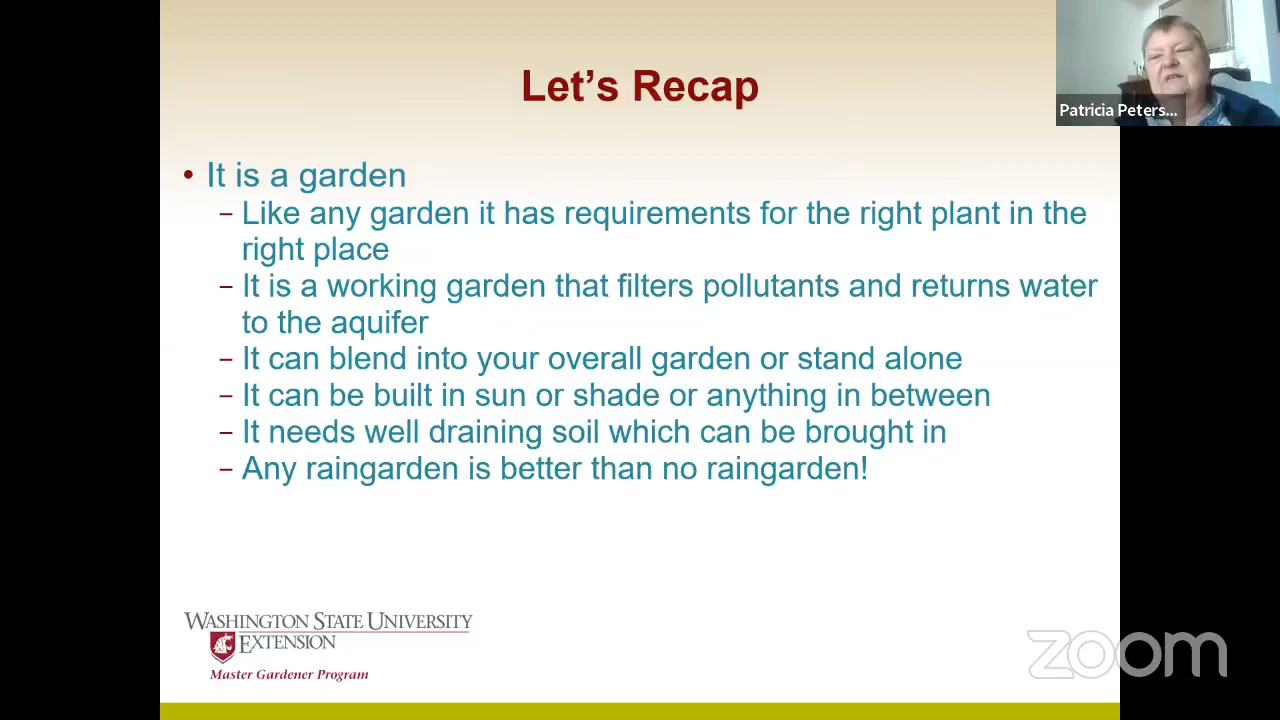 Let's Recap
Patricia Peters...
• It is a garden
– Like any garden it has requirements for the right plant in the
right place
– It is a working garden that filters pollutants and returns water
to the aquifer
– It can blend into your overall garden or stand alone
– It can be built in sun or shade or anything in between
– It needs well draining soil which can be brought in
– Any raingarden is better than no raingarden!
WASHINGTON STATE UNIVERSITY
EXTENSION
Master Gardener Program
zoom